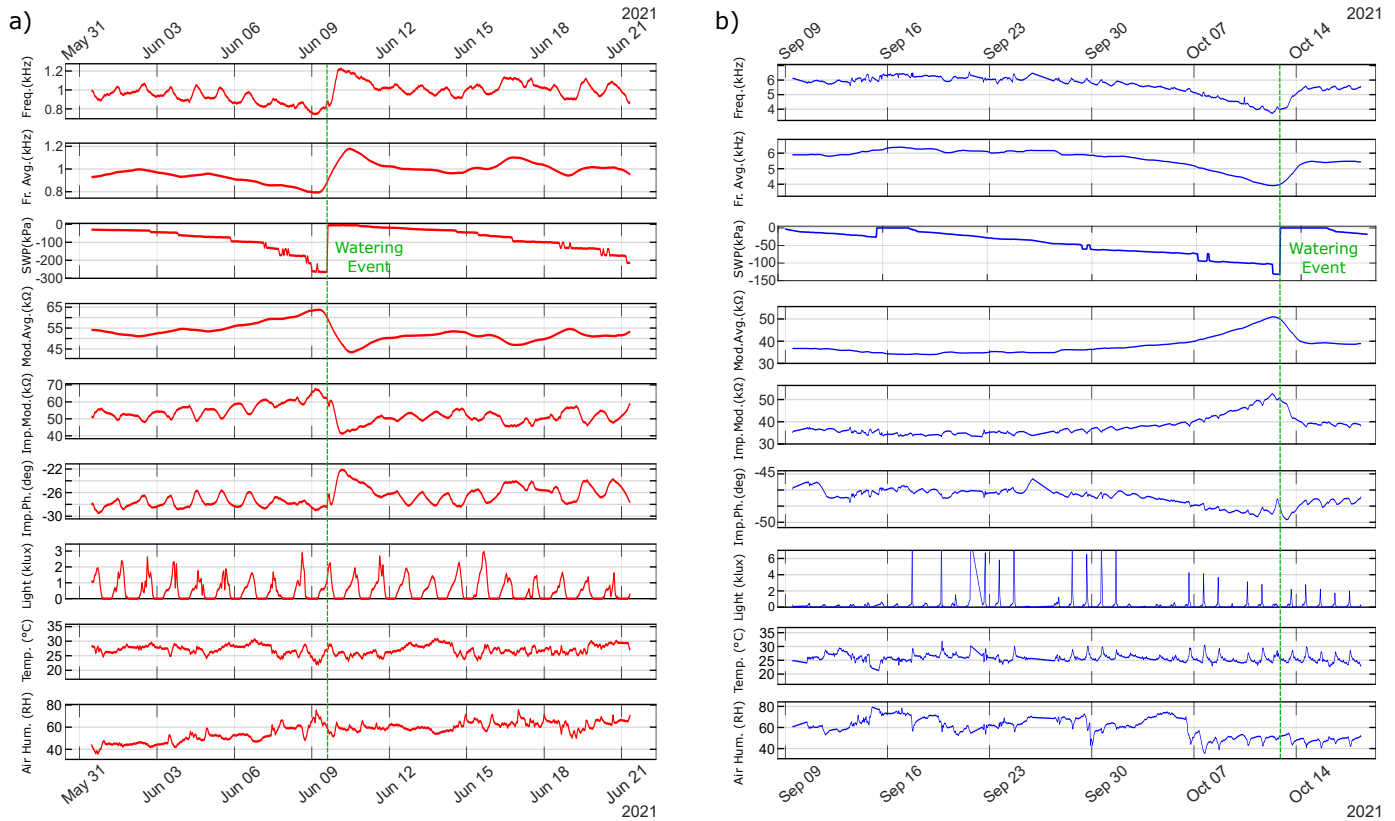 a)
2021
May 31
Jun 03
Jun 06
Jun 09
Jun 12
Jun 15
Jun 18
Jun 21
Freq.(kHz)
1.2
1
0.8
Fr. Avg.(kHz)
1.2
1
0.8
SWP(kPa)
0
-100
-200
-300
Watering
Event
Mod.Avg.(kΩ)
65
55
45
Imp.Mod.(kΩ)
70
60
50
40
Imp.Ph.(deg)
-22
-26
-30
Light (klux)
3
2
1
0
Temp. (°C)
35
30
25
20
Air Hum. (RH)
80
60
40
May 31
Jun 03
Jun 06
Jun 09
Jun 12
Jun 15
Jun 18
Jun 21
2021
b)
2021
Sep 09
Sep 16
Sep 23
Sep 30
Oct 07
Oct 14
Freq.(kHz)
6
5
4
Fr. Avg.(kHz)
6
4
SWP(kPa)
0
-50
-100
-150
Watering
Event
Mod.Avg.(kΩ)
50
40
30
Imp.Mod.(kΩ)
50
40
30
Imp.Ph.(deg)
-45
-50
Light (klux)
6
4
2
0
Temp. (°C)
35
30
25
20
Air Hum. (RH)
80
60
40
Sep 09
Sep 16
Sep 23
Sep 30
Oct 07
Oct 14
2021